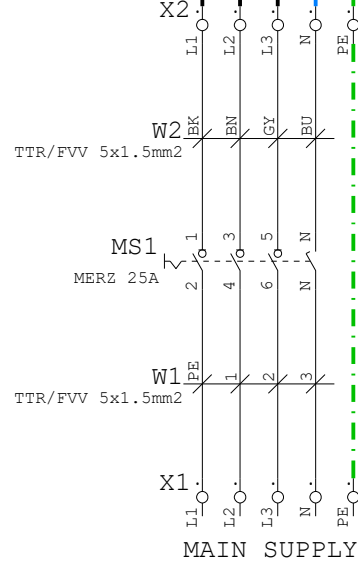 X2
L1 L2 L3 N PE
W2 BK BN GY BU
TTR/FVV 5x1.5mm2
MS1 1 3 5 N
MERZ 25A 2 4 6 N
W1 PE 1 2 3
TTR/FVV 5x1.5mm2
X1
L1 L2 L3 N PE
MAIN SUPPLY